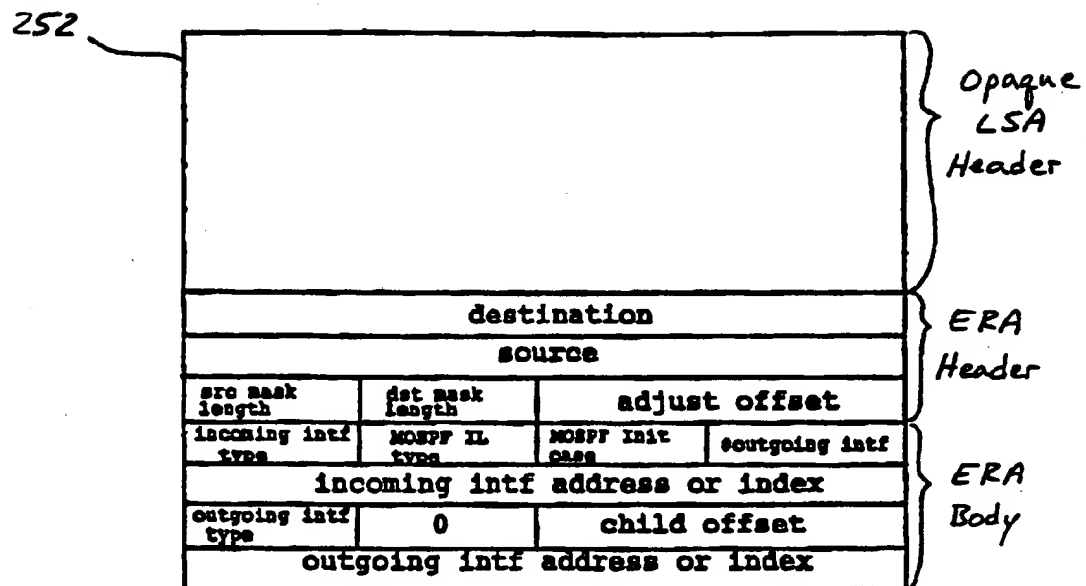 252
Opaque
LSA
Header
destination
source
ERA
Header
src mask
length
dst mask
length
adjust offset
incoming intf
type
MOSPF IL
type
MOSPF Init
case
#outgoing intf
incoming intf address or index
ERA
Body
outgoing intf
type
0
child offset
outgoing intf address or index